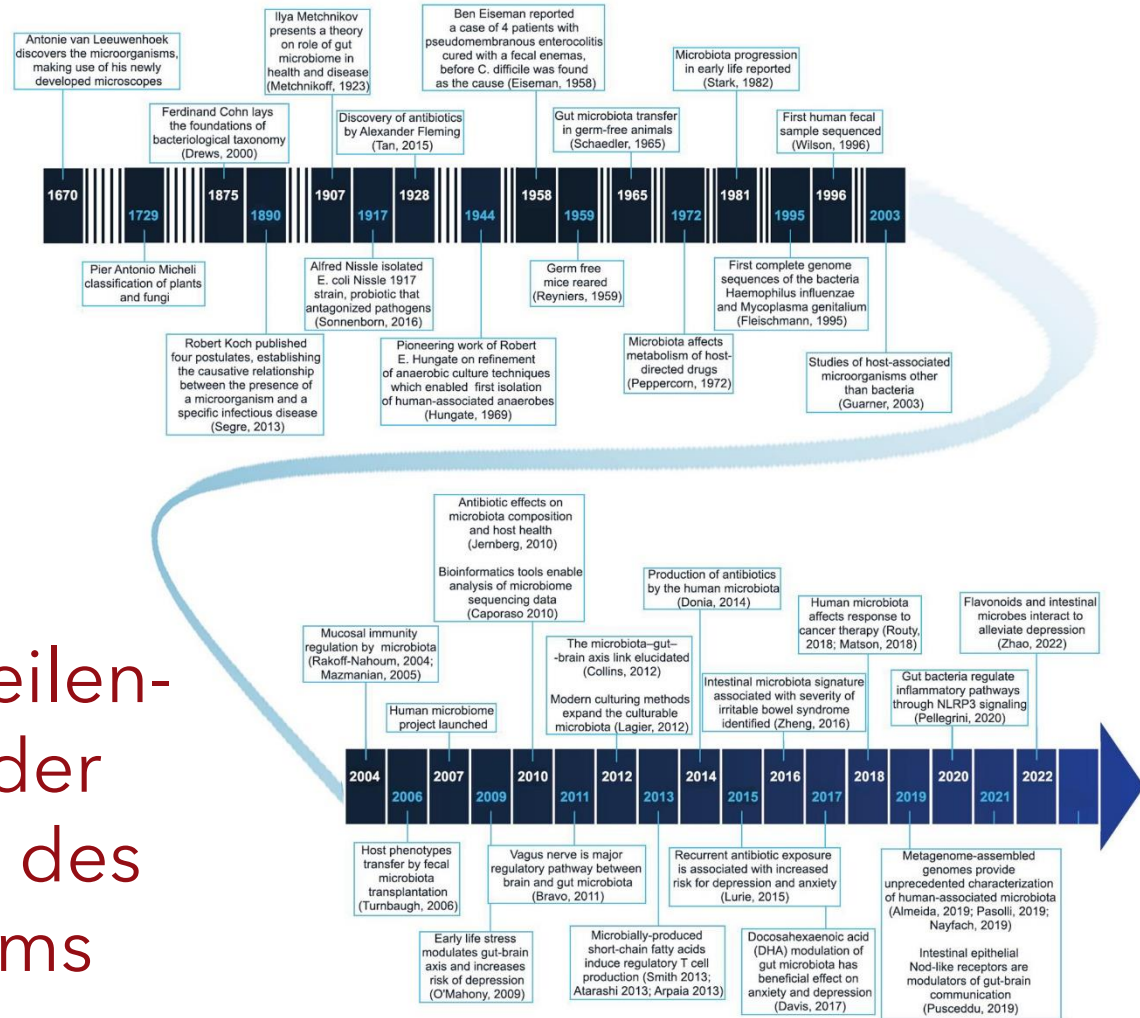 Antonie van Leeuwenhoek
discovers the microorganisms,
making use of his newly
developed microscopes
Ferdinand Cohn lays
the foundations of
bacteriological taxonomy
(Drews, 2000)
Ilya Metchnikov
presents a theory
on role of gut
microbiome in
health and disease
(Metchnikoff, 1923)
Discovery of antibiotics
by Alexander Fleming
(Tan, 2015)
Ben Eiseman reported
a case of 4 patients with
pseudomembranous enterocolitis
cured with a fecal enemas,
before C. difficile was found
as the cause (Eiseman, 1958)
Gut microbiota transfer
in germ-free animals
(Schaedler, 1965)
Microbiota progression
in early life reported
(Stark, 1982)
First human fecal
sample sequenced
(Wilson, 1996)
1670
1729
1875
1890
1907
1917
1928
1944
1958
1959
1965
1972
1981
1995
1996
2003
Pier Antonio Micheli
classification of plants
and fungi
Robert Koch published
four postulates, establishing
the causative relationship
between the presence of
a microorganism and a
specific infectious disease
(Segre, 2013)
Alfred Nissle isolated
E. coli Nissle 1917
strain, probiotic that
antagonized pathogens
(Sonnenborn, 2016)
Pioneering work of Robert
E. Hungate on refinement
of anaerobic culture techniques
which enabled first isolation
of human-associated anaerobes
(Hungate, 1969)
Germ free
mice reared
(Reyniers, 1959)
Microbiota affects
metabolism of host-
directed drugs
(Peppercorn, 1972)
First complete genome
sequences of the bacteria
Haemophilus influenzae
and Mycoplasma genitalium
(Fleischmann, 1995)
Studies of host-associated
microorganisms other
than bacteria
(Guarner, 2003)
eilen-
der
des
ms
Mucosal immunity
regulation by microbiota
(Rakoff-Nahoum, 2004;
Mazmanian, 2005)
Human microbiome
project launched
Antibiotic effects on
microbiota composition
and host health
(Jernberg, 2010)
Bioinformatics tools enable
analysis of microbiome
sequencing data
(Caporaso 2010)
The microbiota–gut–
-brain axis link elucidated
(Collins, 2012)
Modern culturing methods
expand the culturable
microbiota (Lagier, 2012)
Production of antibiotics
by the human microbiota
(Donia, 2014)
Intestinal microbiota signature
associated with severity of
irritable bowel syndrome
identified (Zheng, 2016)
Human microbiota
affects response to
cancer therapy (Routy,
2018; Matson, 2018)
Gut bacteria regulate
inflammatory pathways
through NLRP3 signaling
(Pellegrini, 2020)
Flavonoids and intestinal
microbes interact to
alleviate depression
(Zhao, 2022)
2004
2006
2007
2009
2010
2011
2012
2013
2014
2015
2016
2017
2018
2019
2020
2021
2022
Host phenotypes
transfer by fecal
microbiota
transplantation
(Turnbaugh, 2006)
Early life stress
modulates gut-brain
axis and increases
risk of depression
(O'Mahony, 2009)
Vagus nerve is major
regulatory pathway between
brain and gut microbiota
(Bravo, 2011)
Microbially-produced
short-chain fatty acids
induce regulatory T cell
production (Smith 2013;
Atarashi 2013; Arpaia 2013)
Recurrent antibiotic exposure
is associated with increased
risk for depression and anxiety
(Lurie, 2015)
Docosahexaenoic acid
(DHA) modulation of
gut microbiota has
beneficial effect on
anxiety and depression
(Davis, 2017)
Metagenome-assembled
genomes provide
unprecedented characterization
of human-associated microbiota
(Almeida, 2019; Pasolli, 2019;
Nayfach, 2019)
Intestinal epithelial
Nod-like receptors are
modulators of gut-brain
communication
(Pusceddu, 2019)